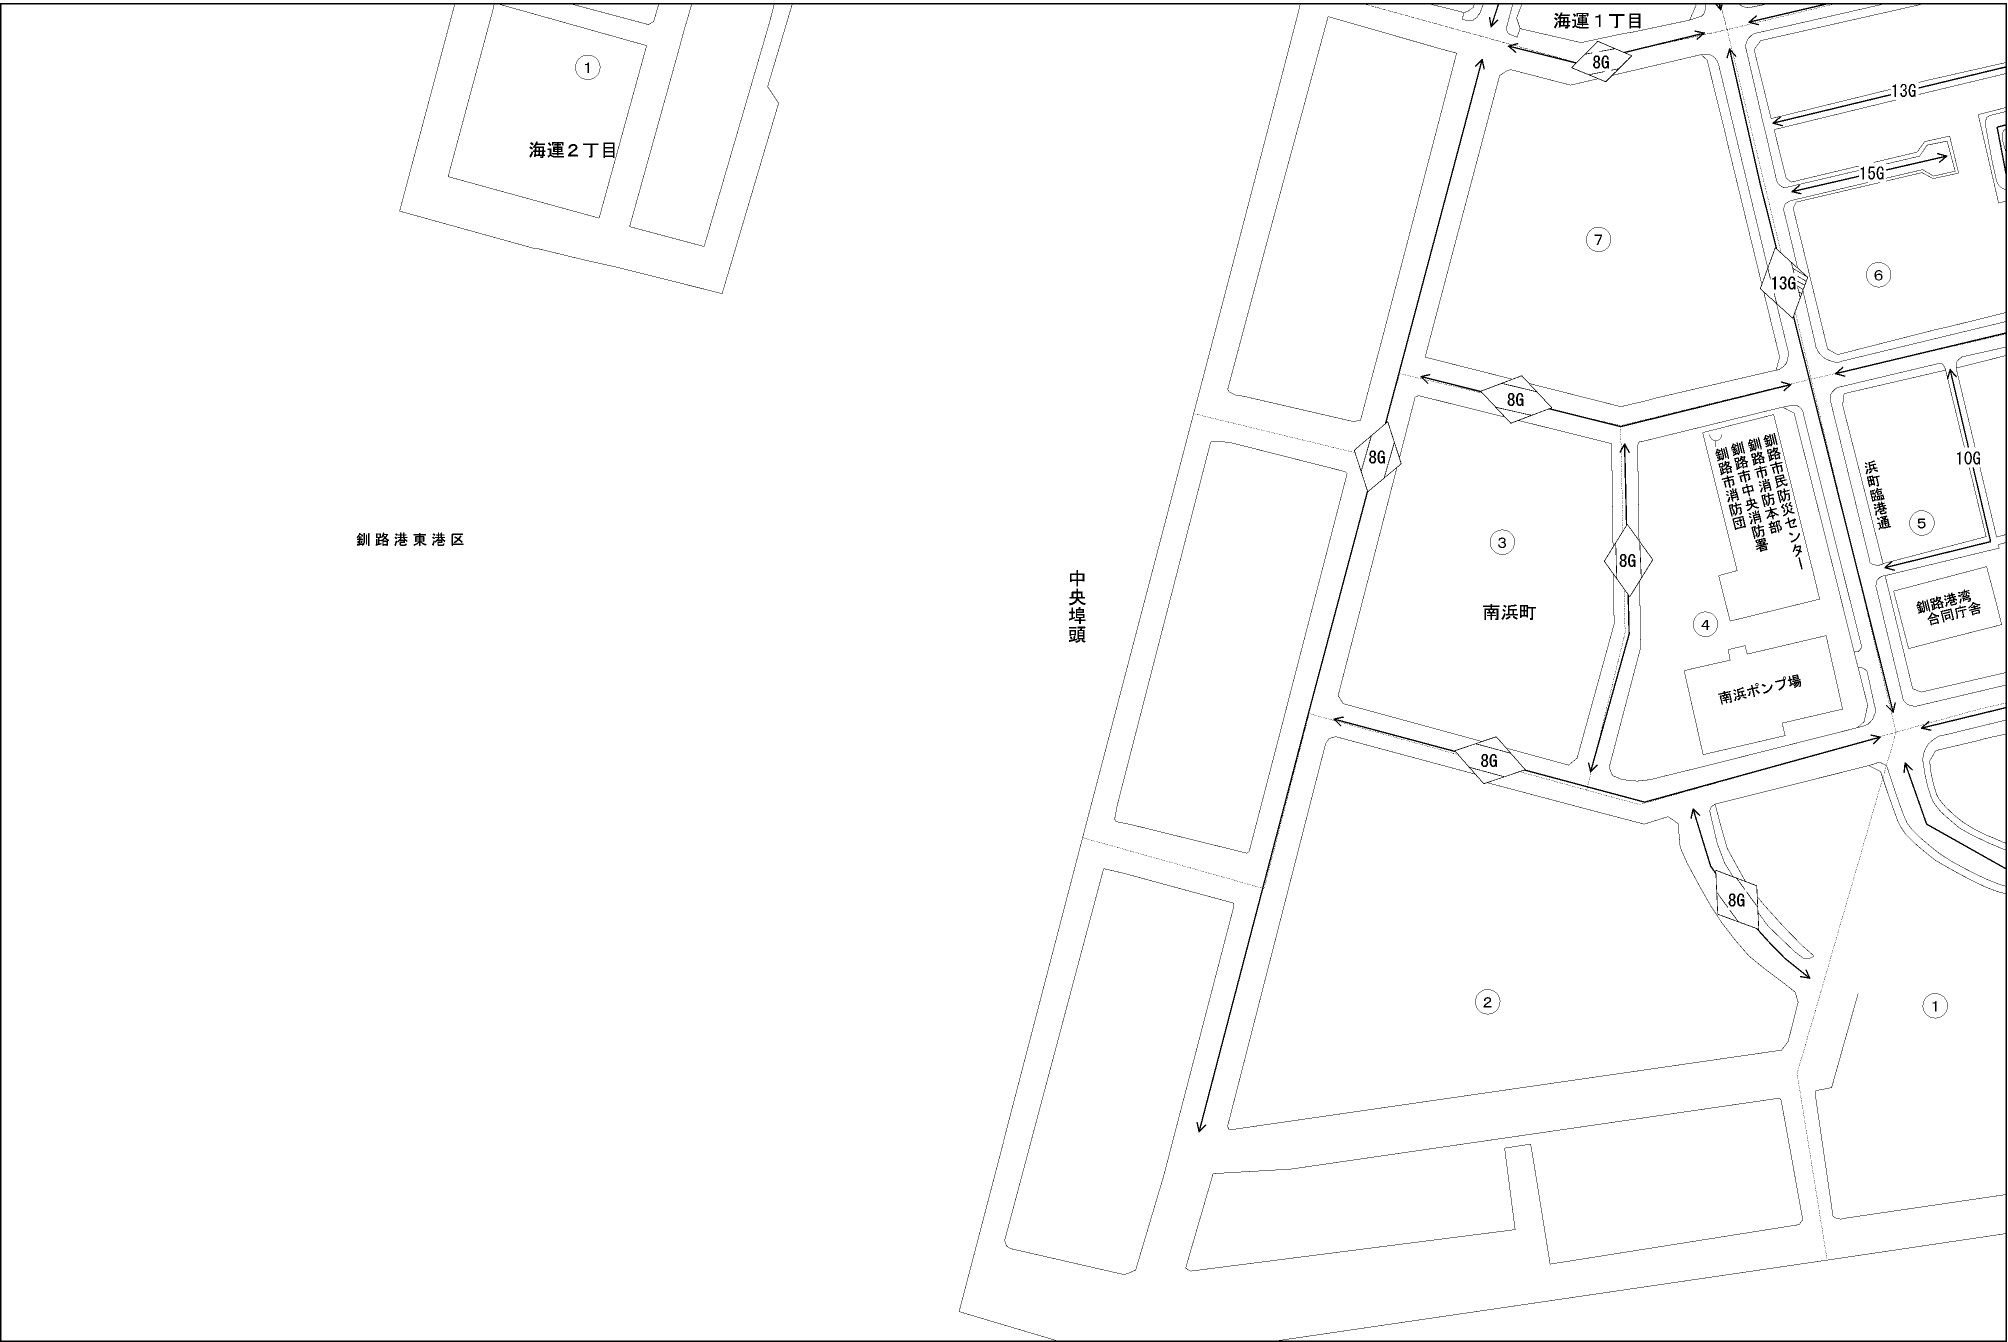 海運１丁目
8G
①
13G
海運２丁目
15G
⑦
⑥
13G
8G
8G
10G
釧路市民防災センター
釧路市消防本部
釧路市中央消防署
釧路市消防団
浜町臨港通
⑤
釧路港東港区
③
8G
中央埠頭
南浜町
④
釧路港湾
合同庁舎
南浜ポンプ場
8G
8G
②
①